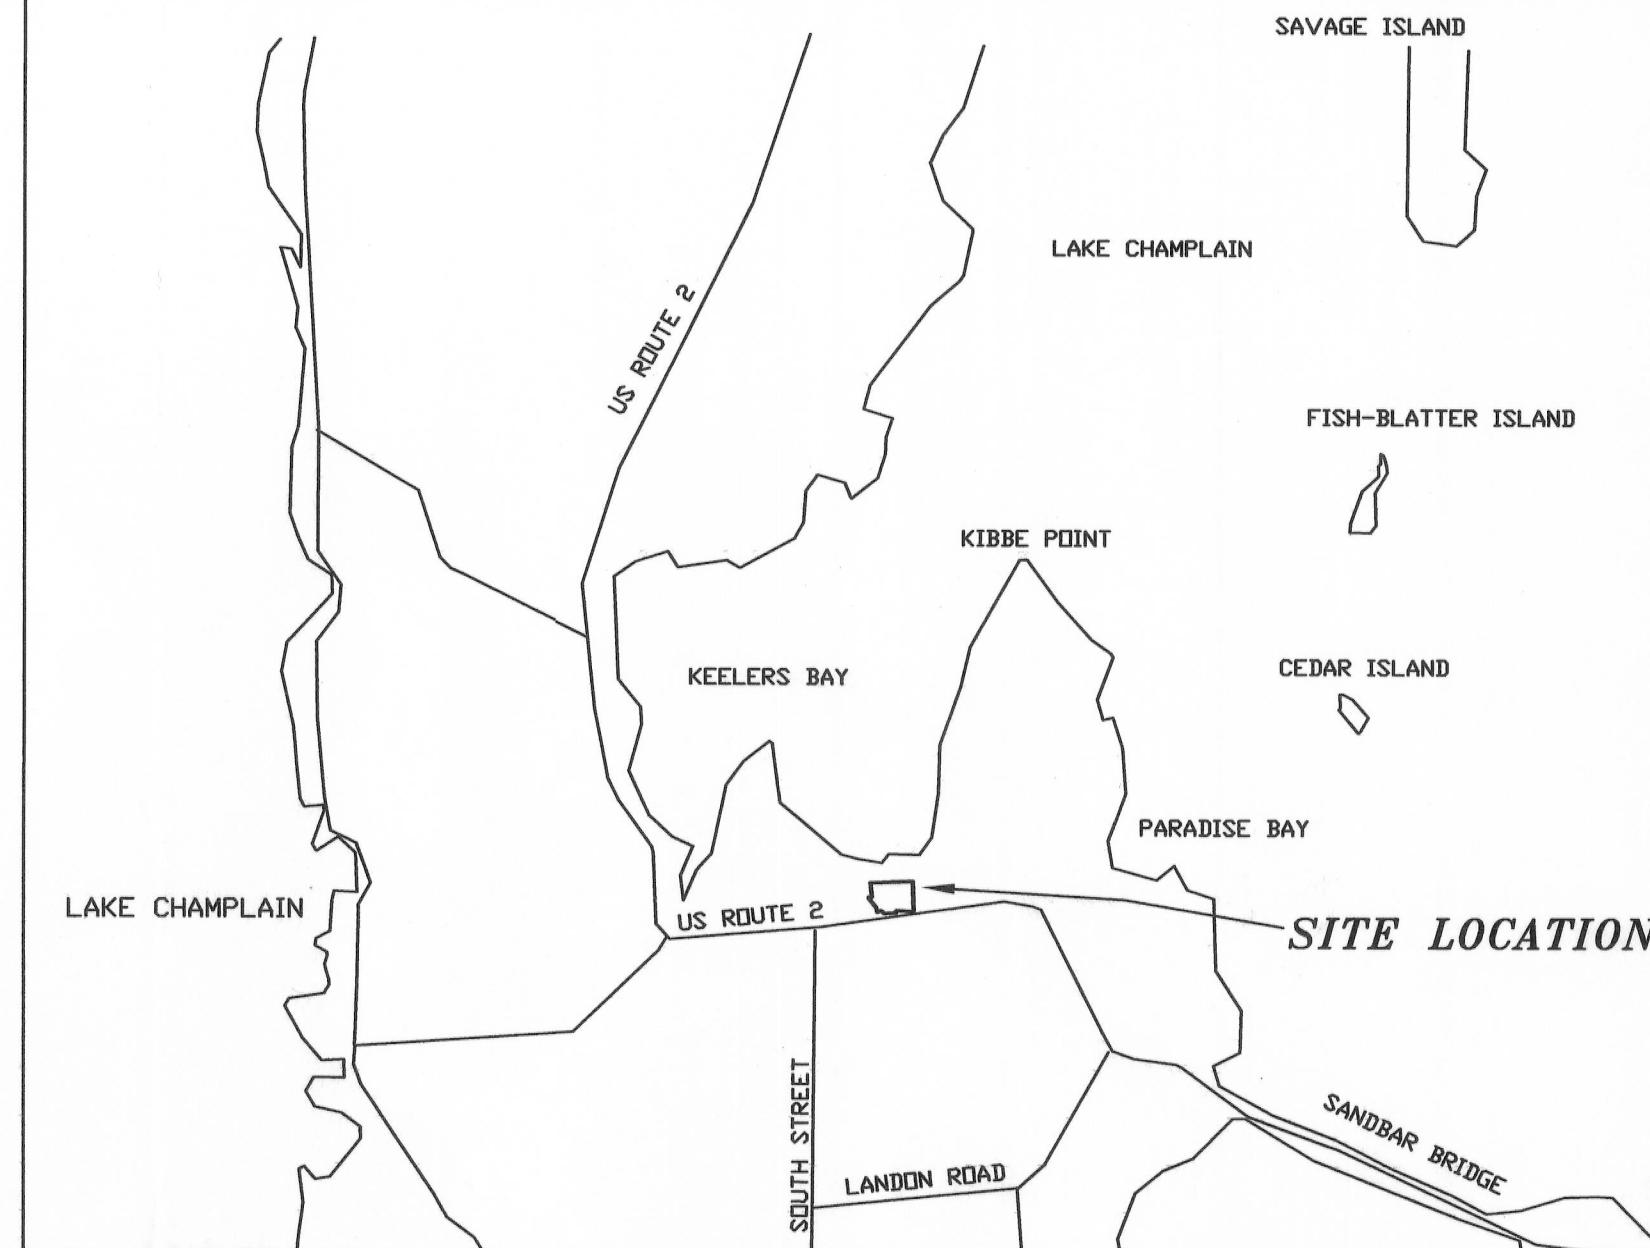 SAVAGE ISLAND
LAKE CHAMPLAIN
US ROUTE 2
FISH-BLATTER ISLAND
KIBBE POINT
CEDAR ISLAND
KEELERS BAY
PARADISE BAY
LAKE CHAMPLAIN
US ROUTE 2
SITE LOCATION
SANDBAR BRIDGE
SOUTH STREET
LANDON ROAD